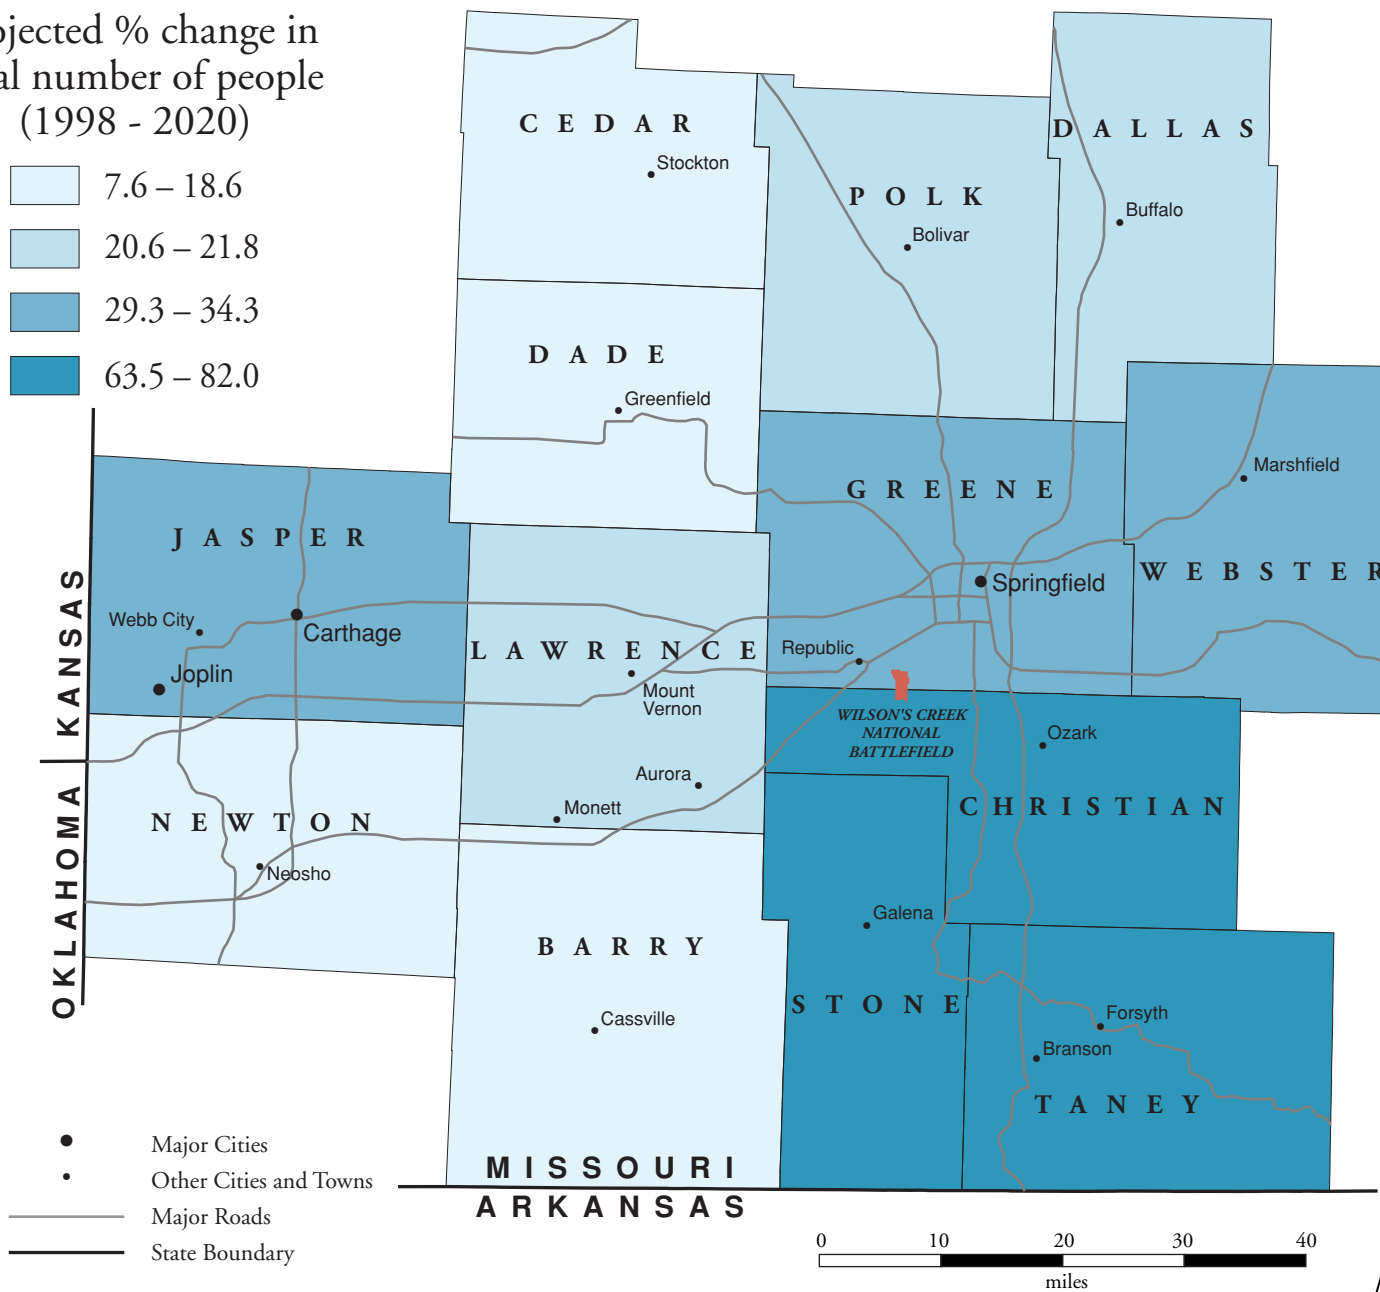 ojected % change in
al number of people
(1998 - 2020)
7.6 – 18.6
20.6 – 21.8
29.3 – 34.3
63.5 – 82.0
CEDAR
Stockton
POLK
Bolivar
DALLAS
Buffalo
DADE
Greenfield
GREENE
Springfield
Republic
Marshfield
WEBSTER
JASPER
Webb City
Carthage
Joplin
LAWRENCE
Mount
Vernon
Aurora
Monett
WILSON'S CREEK
NATIONAL
BATTLEFIELD
Ozark
CHRISTIAN
KANSAS
OKLAHOMA
NEWTON
Neosho
BARRY
Cassville
Galena
STONE
Forsyth
Branson
TANEY
MISSOURI
ARKANSAS
Major Cities
Other Cities and Towns
Major Roads
State Boundary
0 10 20 30 40
miles